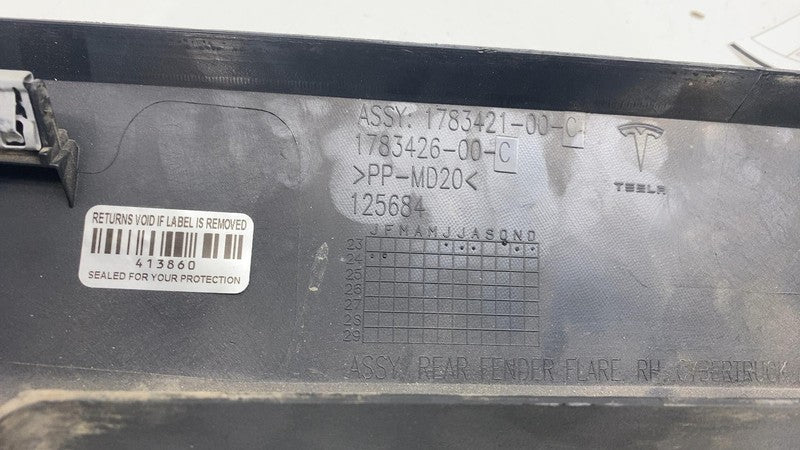 ASSY: 1783421-00-C
1783426-00-C
>PP-MD20<
125684
TESLA
RETURNS VOID IF LABEL IS REMOVED
413860
SEALED FOR YOUR PROTECTION
J F M A M J J A S O N D
23
24
25
26
27
28
29
ASSY, REAR FENDER FLARE, RH, CYBERTRUCK